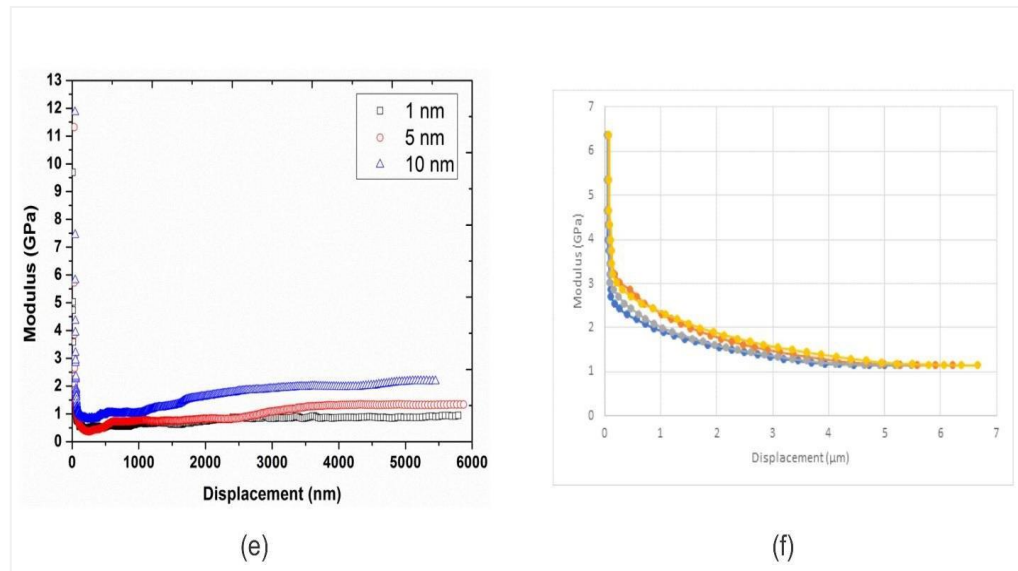 13
12
11
10
9
8
7
6
5
4
3
2
1
0
Modulus (GPa)
1 nm
5 nm
10 nm
0 1000 2000 3000 4000 5000 6000
Displacement (nm)
(e)
7
6
5
4
3
2
1
0
Modulus (GPa)
0 1 2 3 4 5 6 7
Displacement (μm)
(f)